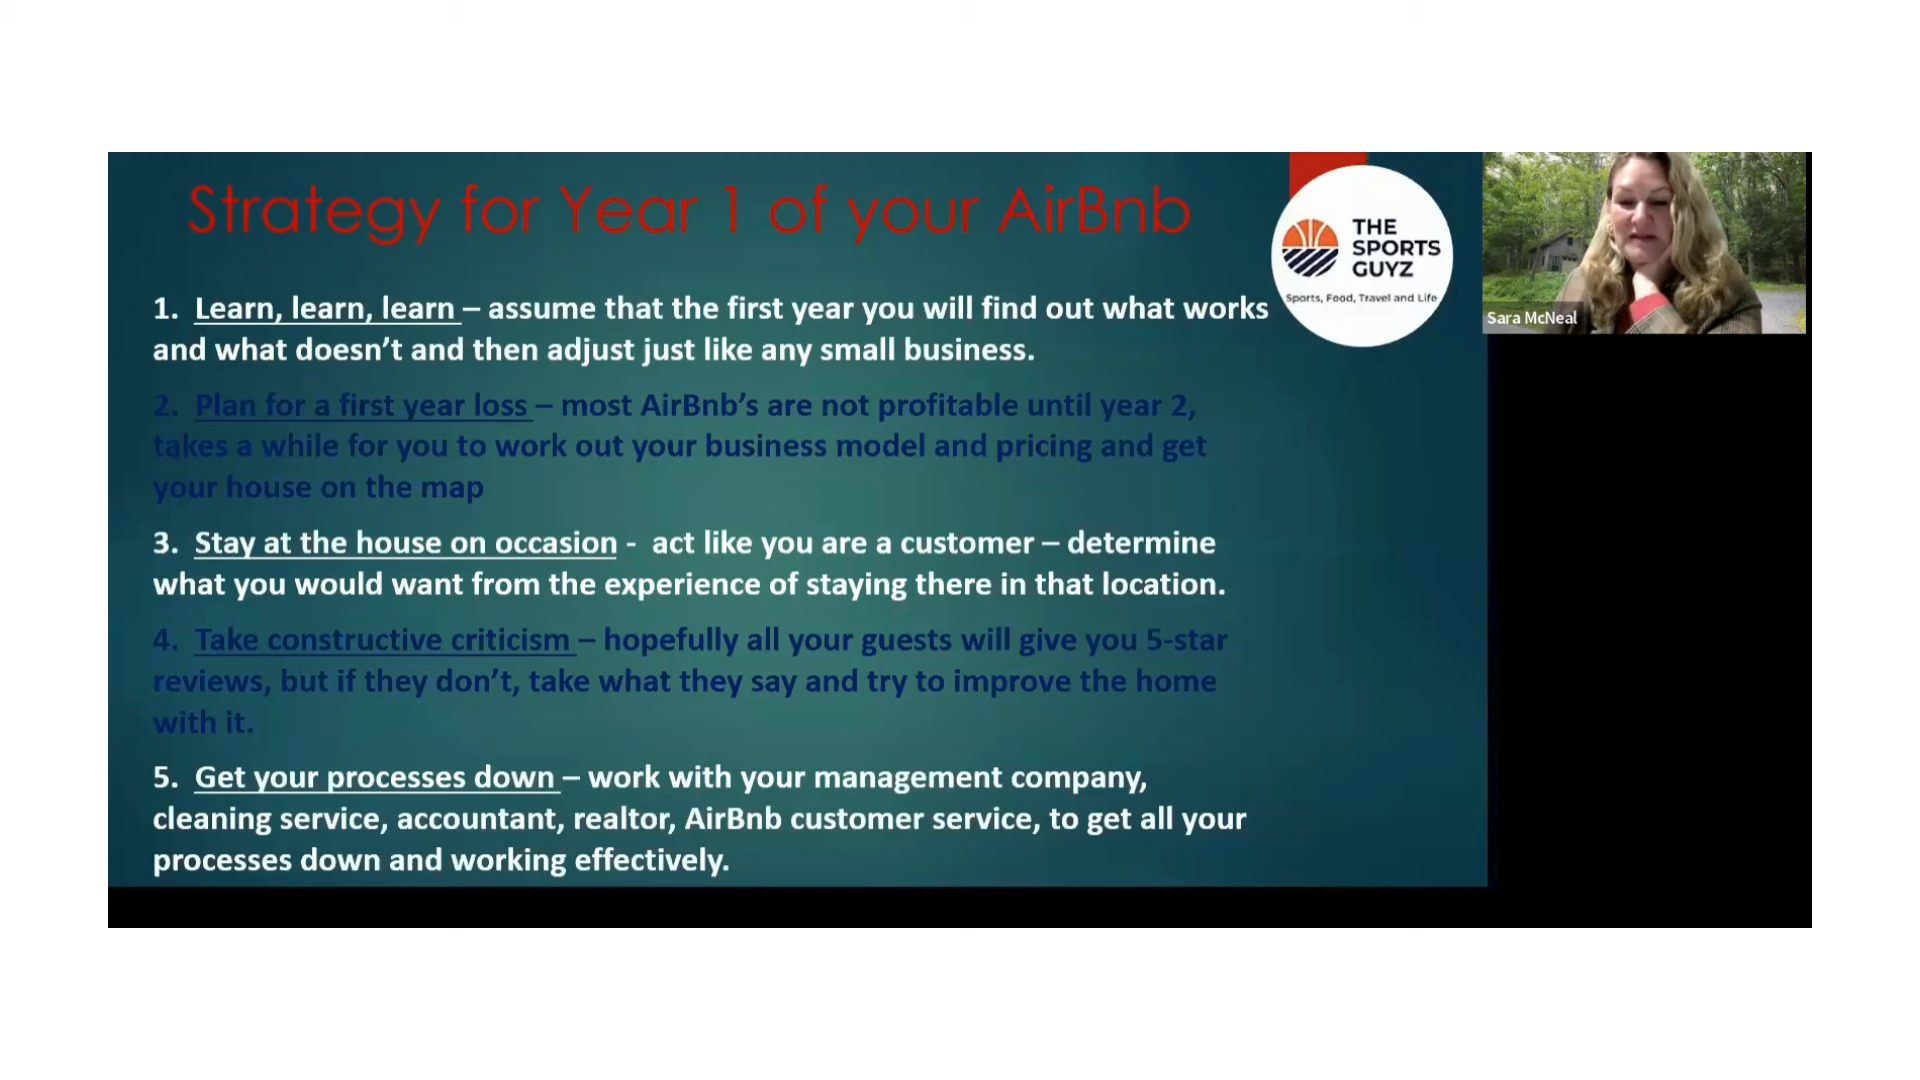 Strategy for Year 1 of your AirBnb
THE
SPORTS
GUYZ
Sports, Food, Travel and Life
Sara McNeal
1. Learn, learn, learn – assume that the first year you will find out what works
and what doesn’t and then adjust just like any small business.
2. Plan for a first year loss – most AirBnb’s are not profitable until year 2,
takes a while for you to work out your business model and pricing and get
your house on the map
3. Stay at the house on occasion - act like you are a customer – determine
what you would want from the experience of staying there in that location.
4. Take constructive criticism – hopefully all your guests will give you 5-star
reviews, but if they don’t, take what they say and try to improve the home
with it.
5. Get your processes down – work with your management company,
cleaning service, accountant, realtor, AirBnb customer service, to get all your
processes down and working effectively.